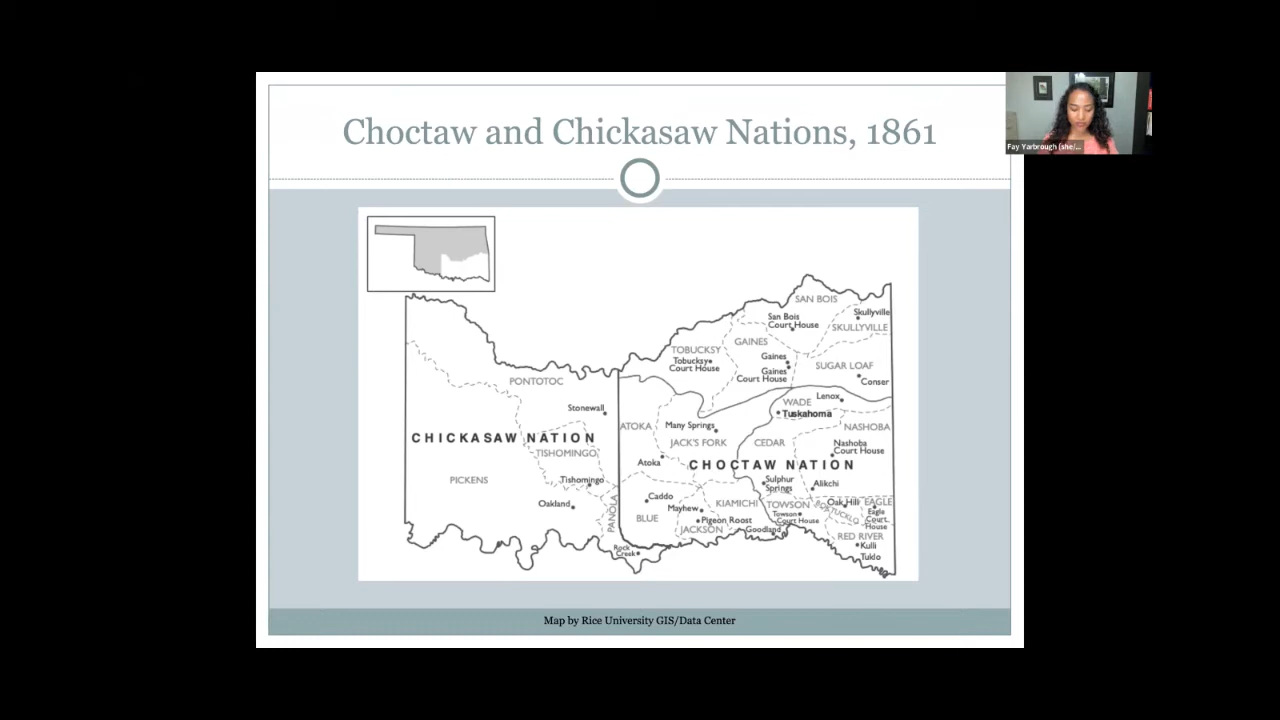 Choctaw and Chickasaw Nations, 1861
Fay Yarbrough (she/...
SAN BOIS
San Bois
Court House
Skullyville
SKULLYVILLE
GAINES
TOBUCKSY
Tobucksy
Court House
Gaines
Gaines
Court House
SUGAR LOAF
Conser
PONTOTOC
Stonewall
WADE
Lenox
Tuskahoma
ATOKA
Many Springs
JACK'S FORK
CEDAR
NASHOBA
Nashoba
Court House
CHICKASAW NATION
TISHOMINGO
Atoka
CHOCTAW NATION
PICKENS
Tishomingo
Sulphur
Springs
Alikchi
Oakland
PANOLA
Caddo
BLUE
Mayhew
KIAMICHI
TOWSON
Towson
Court House
BOKTUCKLO
Oak Hill
EAGLE
Eagle
Court
House
Pigeon Roost
JACKSON
Goodland
RED RIVER
Rock
Creek
Kulli
Tuklo
Map by Rice University GIS/Data Center